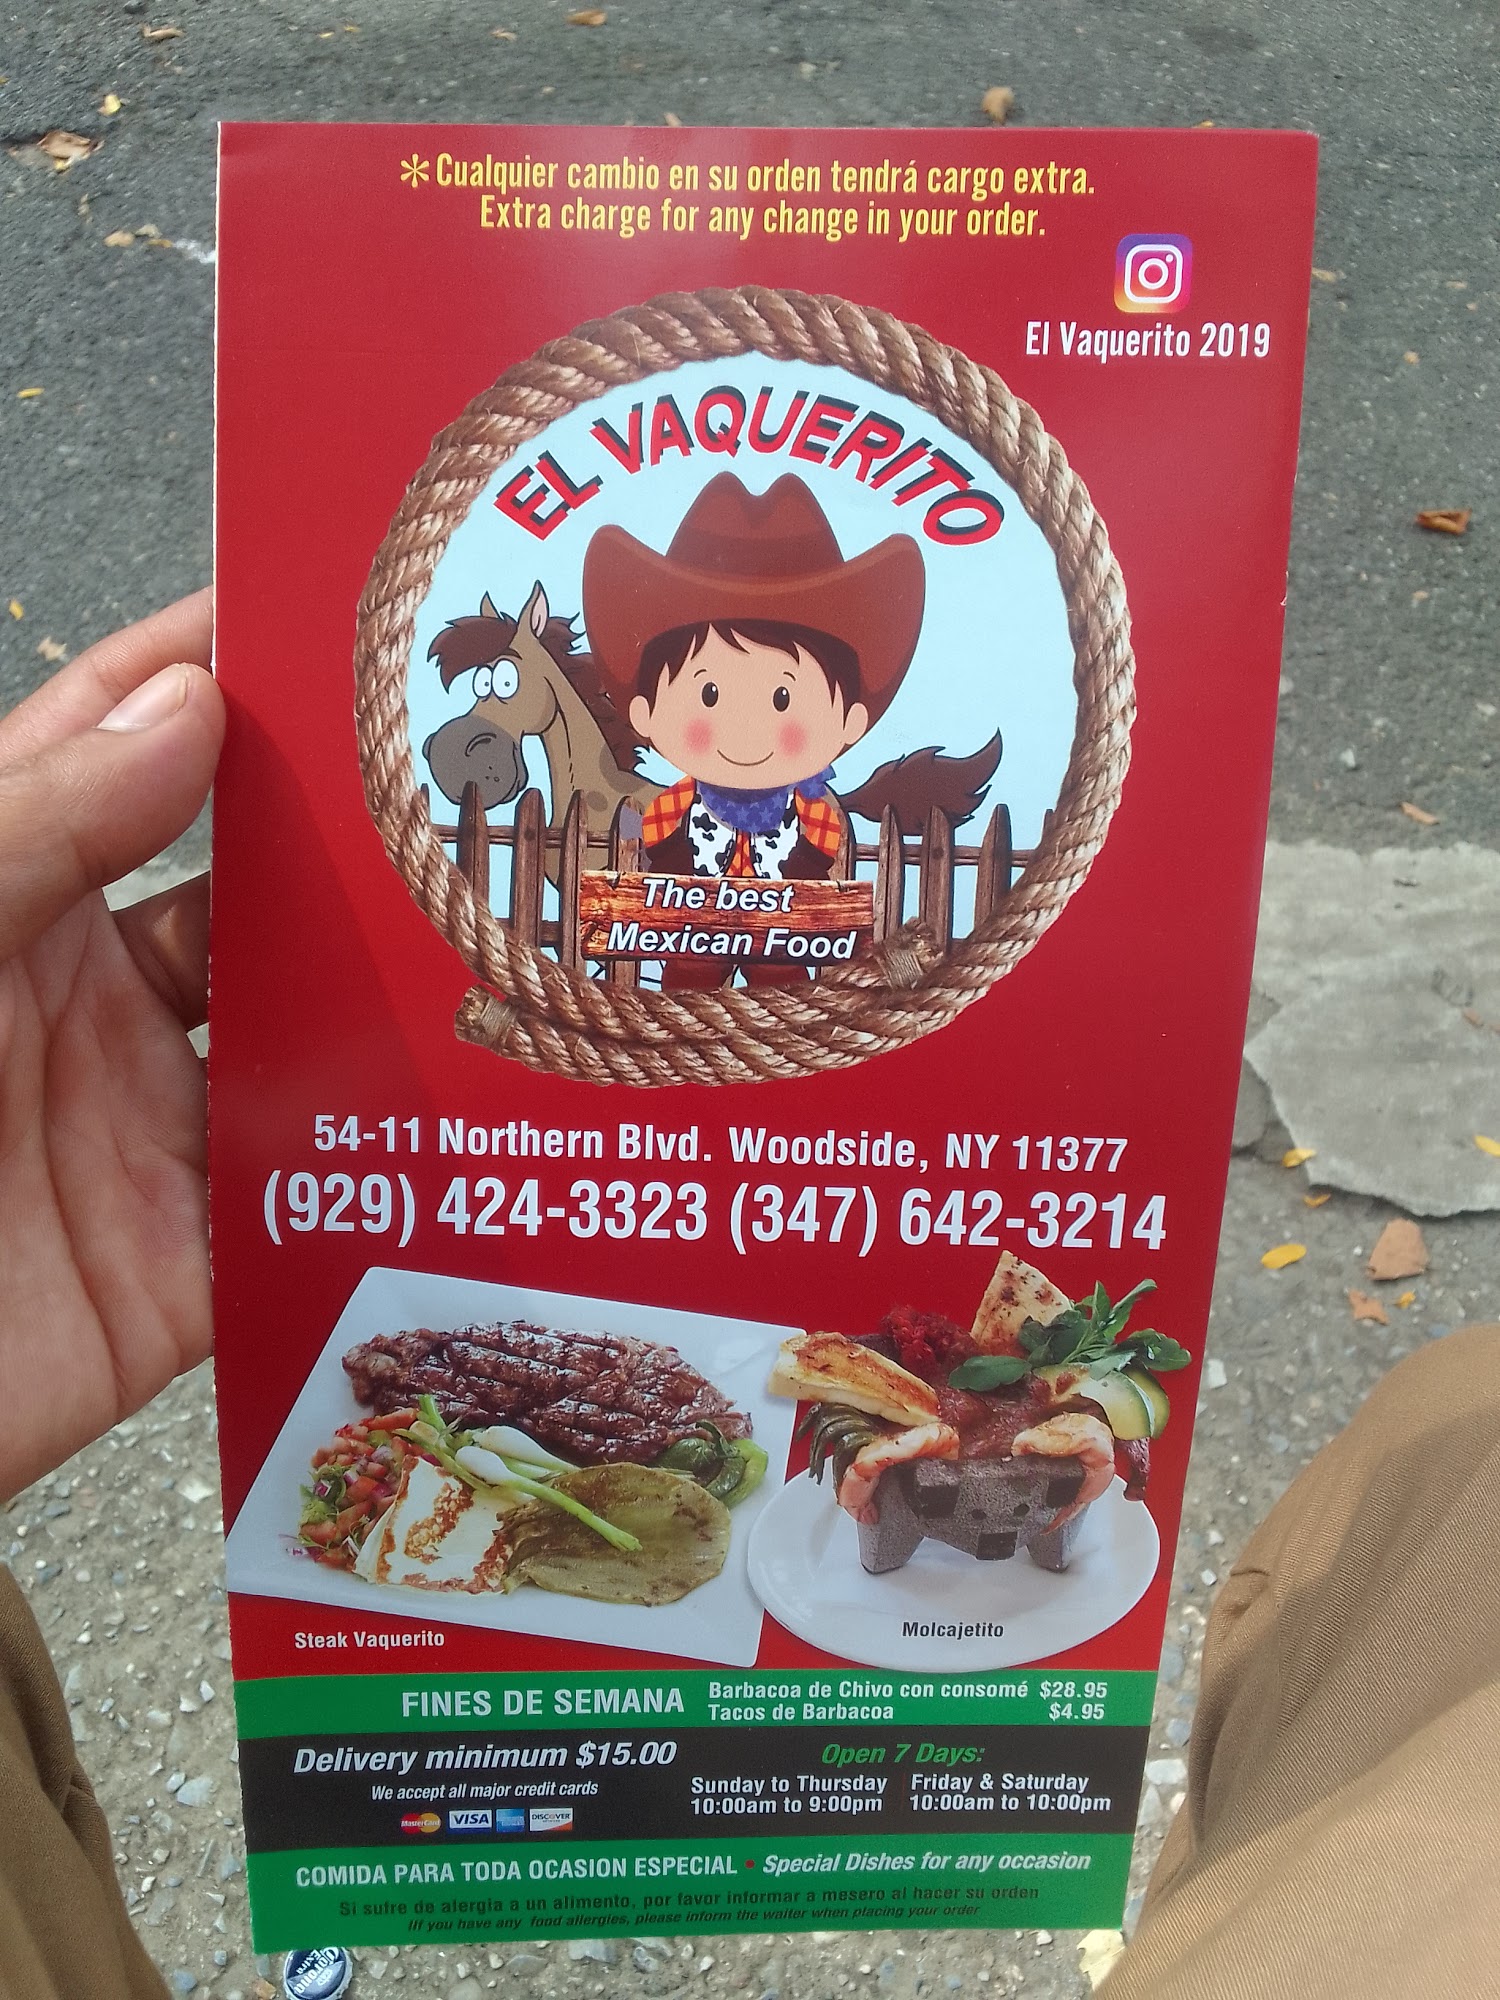 *Cualquier cambio en su orden tendrá cargo extra.
Extra charge for any change in your order.
El Vaquerito 2019
EL VAQUERITO
The best
Mexican Food
54-11 Northern Blvd. Woodside, NY 11377
(929) 424-3323 (347) 642-3214
Steak Vaquerito
Molcajetito
FINES DE SEMANA
Barbacoa de Chivo con consomé $28.95
Tacos de Barbacoa $4.95
Delivery minimum $15.00
We accept all major credit cards
MasterCard VISA DISCOVER
Open 7 Days:
Sunday to Thursday
10:00am to 9:00pm
Friday & Saturday
10:00am to 10:00pm
COMIDA PARA TODA OCASION ESPECIAL • Special Dishes for any occasion
Si sufre de alergia a un alimento, por favor informar a mesero al hacer su orden
IIf you have any food allergies, please inform the waiter when placing your order
Corona
Extra